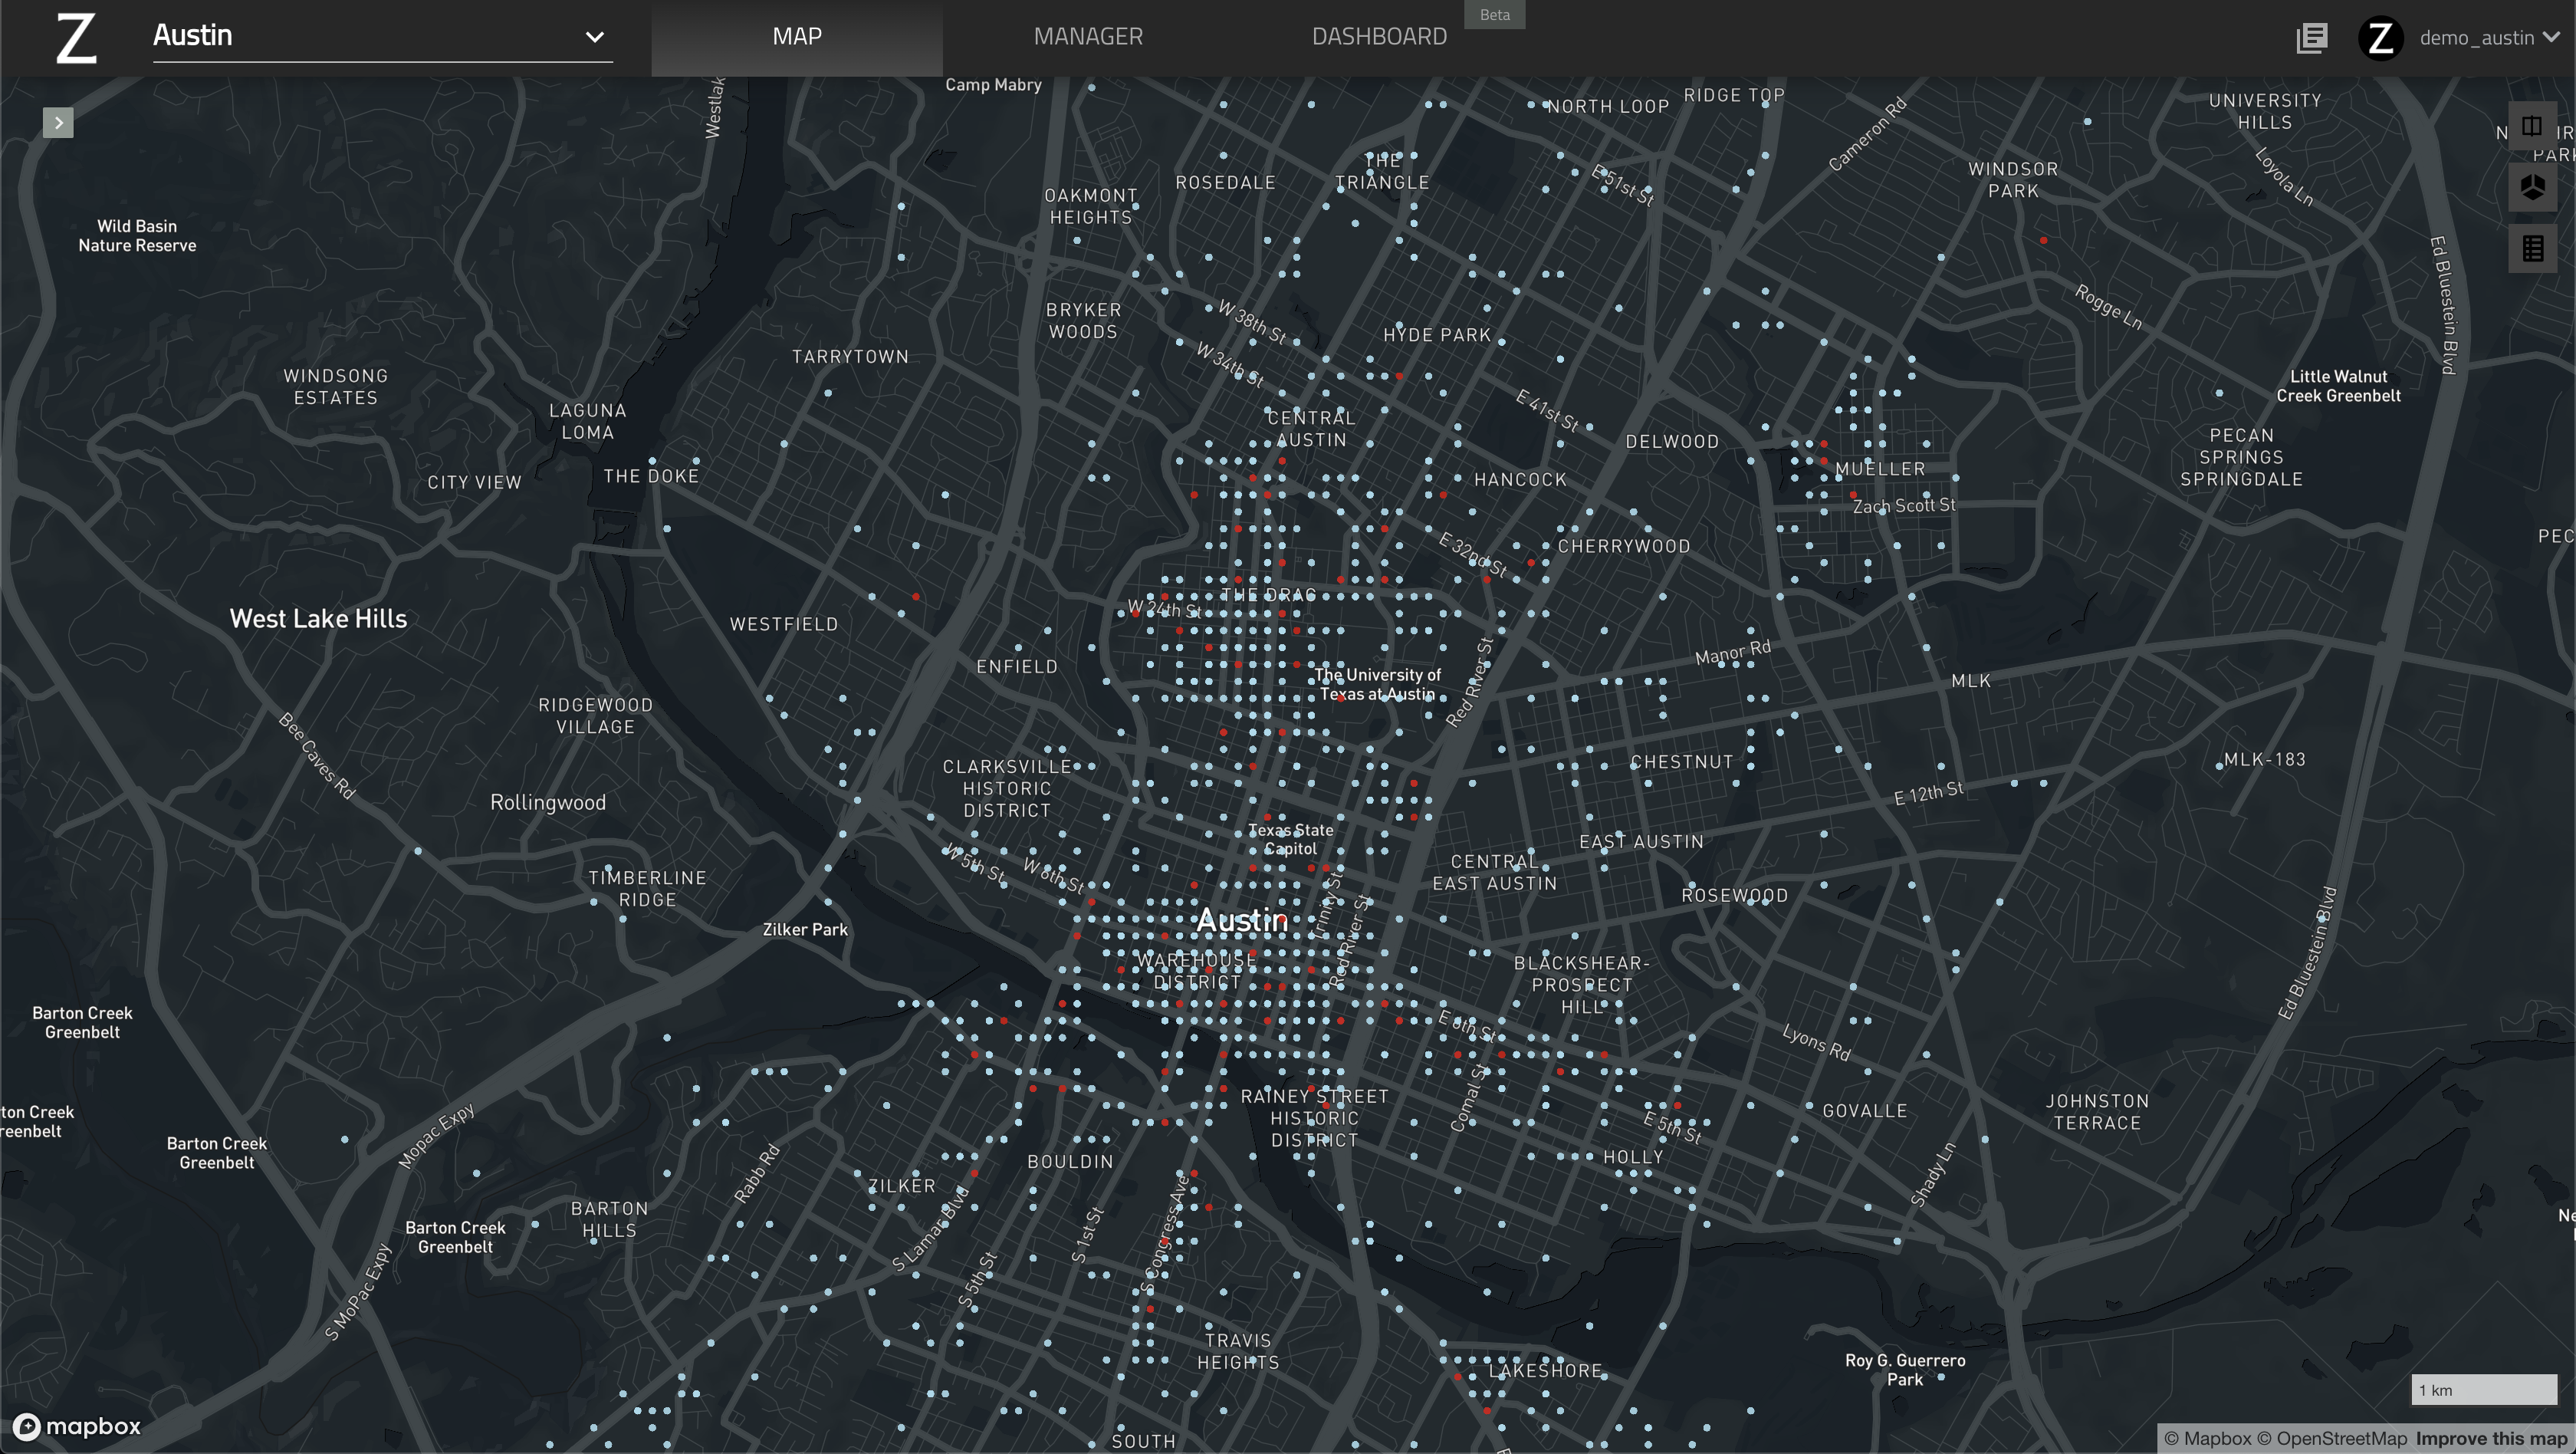 Z
Austin
MAP
MANAGER
DASHBOARD
Beta
Z
demo_austin
Camp Mabry
NORTH LOOP
RIDGE TOP
UNIVERSITY
HILLS
Cameron Rd
E 51st St
THE
TRIANGLE
ROSEDALE
OAKMONT
HEIGHTS
WINDSOR
PARK
Loyola Ln
Wild Basin
Nature Reserve
Ed Bluestein Blvd
Rogge Ln
BRYKER
WOODS
W 38th St
HYDE PARK
W 34th St
TARRYTOWN
WINDSONG
ESTATES
LAGUNA
LOMA
Little Walnut
Creek Greenbelt
E 41st St
CENTRAL
AUSTIN
DELWOOD
PECAN
SPRINGS
SPRINGDALE
MUELLER
CITY VIEW
THE DOKE
HANCOCK
Zach Scott St
E 32nd St
CHERRYWOOD
THE DRAG
W 24th St
West Lake Hills
WESTFIELD
ENFIELD
Manor Rd
The University of
Texas at Austin
Red River St
MLK
RIDGEWOOD
VILLAGE
Bee Caves Rd
CHESTNUT
MLK-183
CLARKSVILLE
HISTORIC
DISTRICT
Rollingwood
E 12th St
Texas State
Capitol
EAST AUSTIN
W 5th St
W 6th St
CENTRAL
EAST AUSTIN
TIMBERLINE
RIDGE
ROSEWOOD
Trinity St
Red River St
Austin
Zilker Park
Ed Bluestein Blvd
WAREHOUSE
DISTRICT
BLACKSHEAR-
PROSPECT
HILL
Barton Creek
Greenbelt
E 6th St
Lyons Rd
RAINEY STREET
HISTORIC
DISTRICT
Comal St
GOVALLE
JOHNSTON
TERRACE
ton Creek
reenbelt
Mopac Expy
Barton Creek
Greenbelt
E 5th St
HOLLY
BOULDIN
Rabb Rd
ZILKER
Shady Ln
BARTON
HILLS
Barton Creek
Greenbelt
S Lamar Blvd
S 1st St
S Congress Ave
S 5th St
S MoPac Expy
TRAVIS
HEIGHTS
LAKESHORE
Roy G. Guerrero
Park
1 km
mapbox
SOUTH
© Mapbox © OpenStreetMap Improve this map